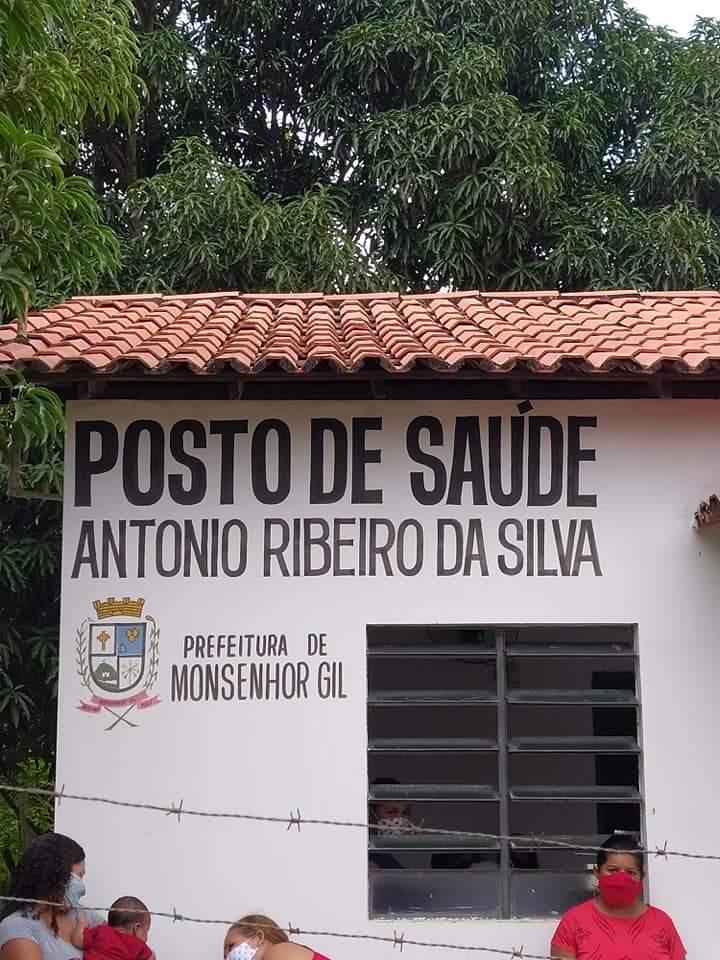 POSTO DE SAÚDE
ANTONIO RIBEIRO DA SILVA
PREFEITURA DE
MONSENHOR GIL